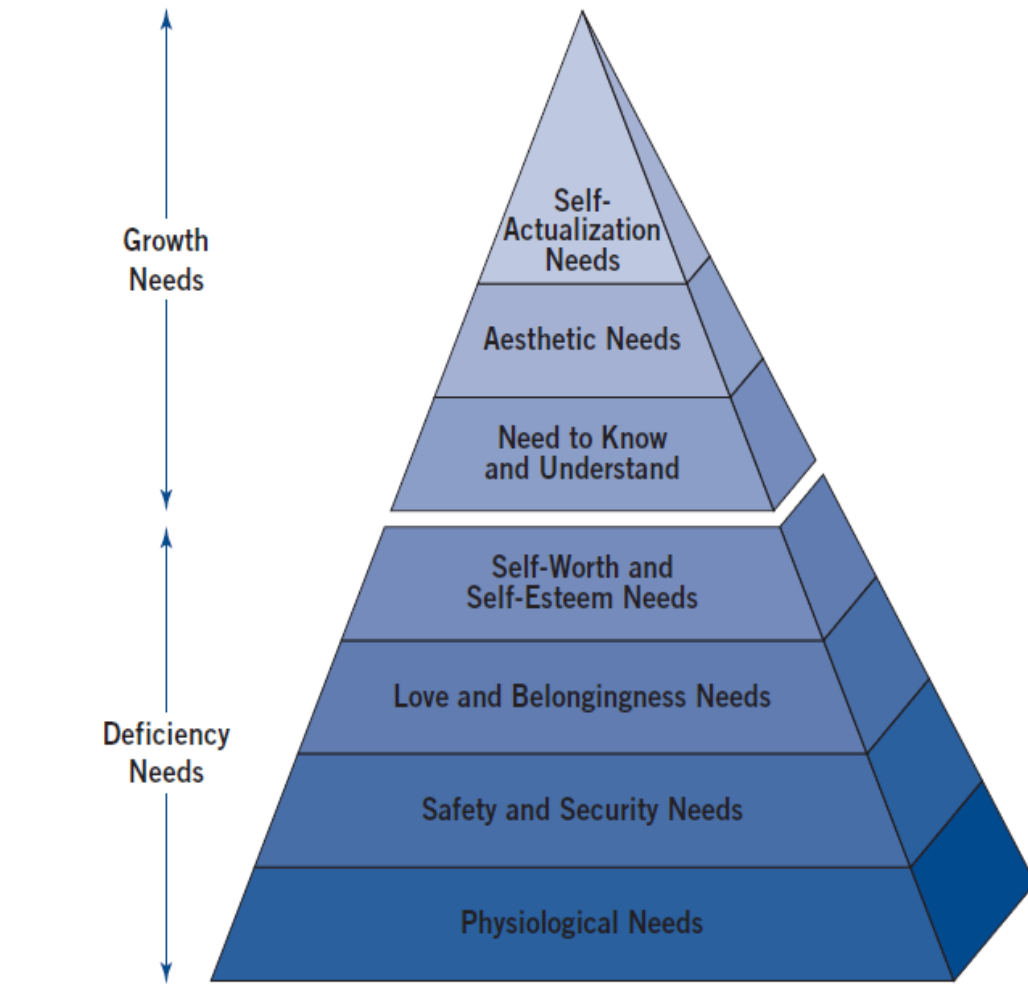 Self-
Actualization
Needs
Growth
Needs
Aesthetic Needs
Need to Know
and Understand
Self-Worth and
Self-Esteem Needs
Love and Belongingness Needs
Deficiency
Needs
Safety and Security Needs
Physiological Needs